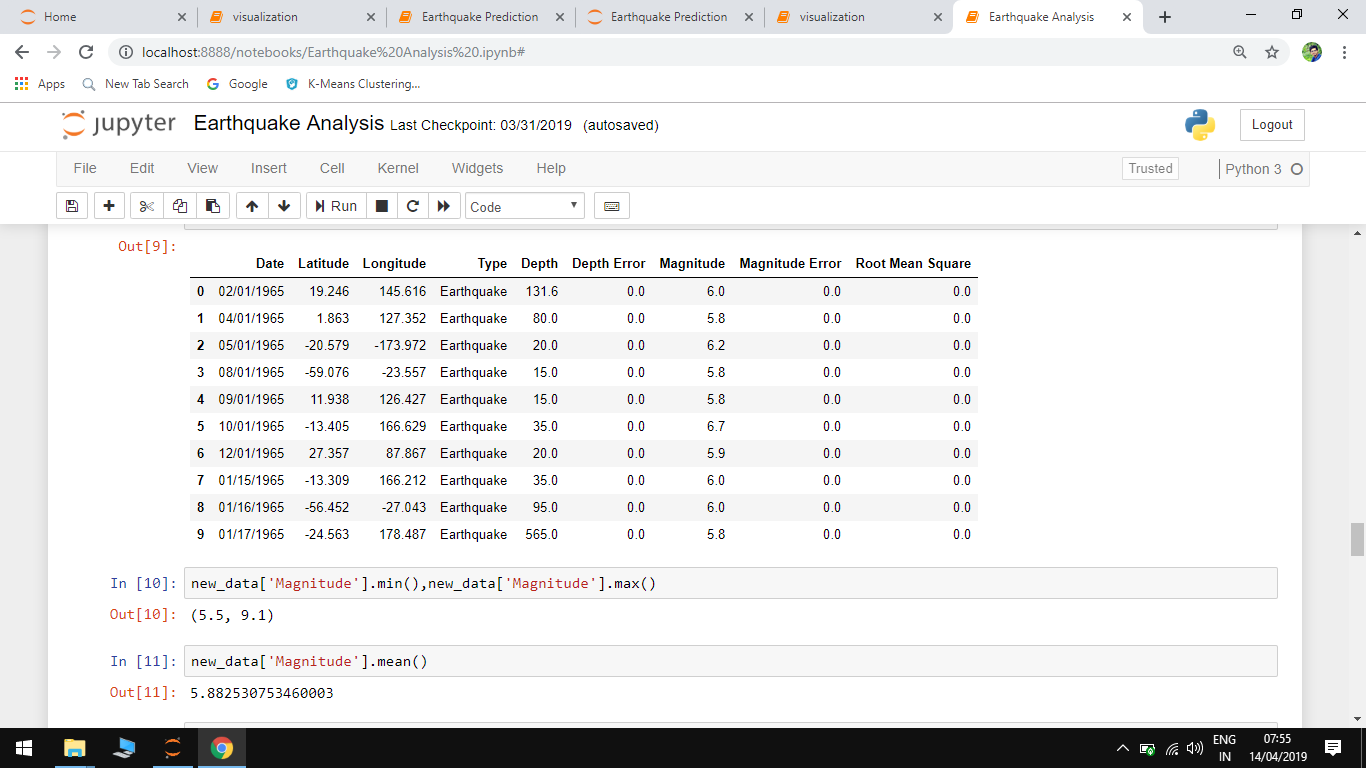 Home visualization Earthquake Prediction Earthquake Prediction visualization Earthquake Analysis
localhost:8888/notebooks/Earthquake%20Analysis%20.ipynb#
Apps New Tab Search Google K-Means Clustering...
jupyter Earthquake Analysis Last Checkpoint: 03/31/2019 (autosaved) Logout
File Edit View Insert Cell Kernel Widgets Help Trusted Python 3
Run Code
Out[9]:
Date Latitude Longitude Type Depth Depth Error Magnitude Magnitude Error Root Mean Square
0 02/01/1965 19.246 145.616 Earthquake 131.6 0.0 6.0 0.0 0.0
1 04/01/1965 1.863 127.352 Earthquake 80.0 0.0 5.8 0.0 0.0
2 05/01/1965 -20.579 -173.972 Earthquake 20.0 0.0 6.2 0.0 0.0
3 08/01/1965 -59.076 -23.557 Earthquake 15.0 0.0 5.8 0.0 0.0
4 09/01/1965 11.938 126.427 Earthquake 15.0 0.0 5.8 0.0 0.0
5 10/01/1965 -13.405 166.629 Earthquake 35.0 0.0 6.7 0.0 0.0
6 12/01/1965 27.357 87.867 Earthquake 20.0 0.0 5.9 0.0 0.0
7 01/15/1965 -13.309 166.212 Earthquake 35.0 0.0 6.0 0.0 0.0
8 01/16/1965 -56.452 -27.043 Earthquake 95.0 0.0 6.0 0.0 0.0
9 01/17/1965 -24.563 178.487 Earthquake 565.0 0.0 5.8 0.0 0.0
In [10]: new_data['Magnitude'].min(),new_data['Magnitude'].max()
Out[10]: (5.5, 9.1)
In [11]: new_data['Magnitude'].mean()
Out[11]: 5.882530753460003
ENG 07:55
IN 14/04/2019